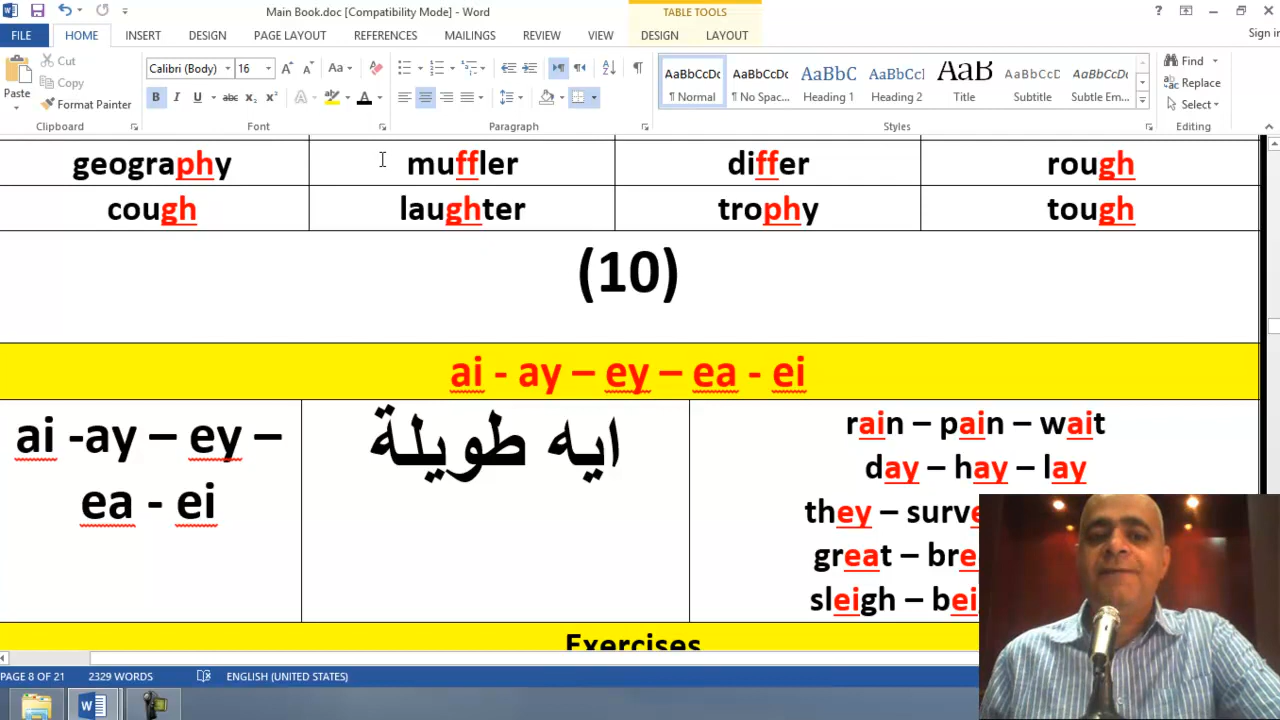 Main Book.doc [Compatibility Mode] - Word
TABLE TOOLS
FILE HOME INSERT DESIGN PAGE LAYOUT REFERENCES MAILINGS REVIEW VIEW DESIGN LAYOUT Sign in
Paste
Cut
Copy
Format Painter
Calibri (Body) 16
AaBbCcDc AaBbCcDc AaBbC AaBbCcC AaB AaBbCcD AaBbCcDc
¶ Normal ¶ No Spac... Heading 1 Heading 2 Title Subtitle Subtle Em...
Find
Replace
Select
Clipboard Font Paragraph Styles Editing
geography muffler differ rough
cough laughter trophy tough
(10)
ai - ay – ey – ea - ei
ai -ay – ey –
ea - ei
ايه طويلة
rain – pain – wait
day – hay – lay
they –
great –
sleigh –
Exercises
PAGE 8 OF 21 2329 WORDS ENGLISH (UNITED STATES)